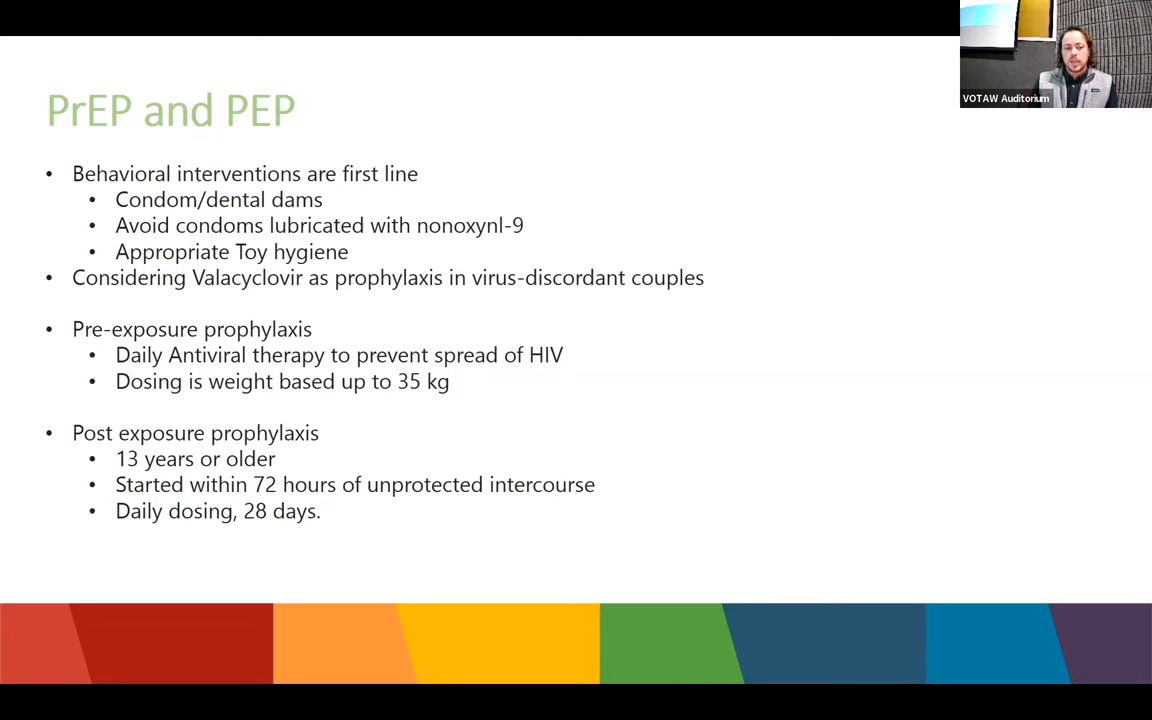 VOTAW Auditorium
PrEP and PEP
• Behavioral interventions are first line
• Condom/dental dams
• Avoid condoms lubricated with nonoxynl-9
• Appropriate Toy hygiene
• Considering Valacyclovir as prophylaxis in virus-discordant couples
• Pre-exposure prophylaxis
• Daily Antiviral therapy to prevent spread of HIV
• Dosing is weight based up to 35 kg
• Post exposure prophylaxis
• 13 years or older
• Started within 72 hours of unprotected intercourse
• Daily dosing, 28 days.